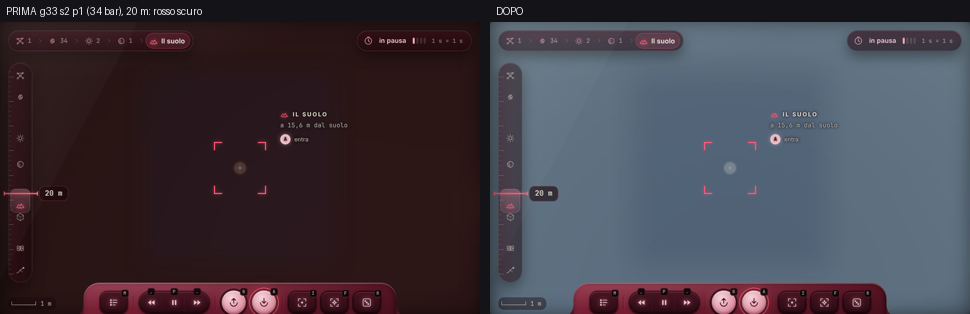 PRIMA g33 s2 p1 (34 bar), 20 m: rosso scuro
1 34 2 1 Il suolo
in pausa 1 s = 1 s
IL SUOLO
⌀ 15,6 m dal suolo
entra
20 m
1 m
DOPO
1 34 2 1 Il suolo
in pausa 1 s = 1 s
IL SUOLO
⌀ 15,6 m dal suolo
entra
20 m
1 m